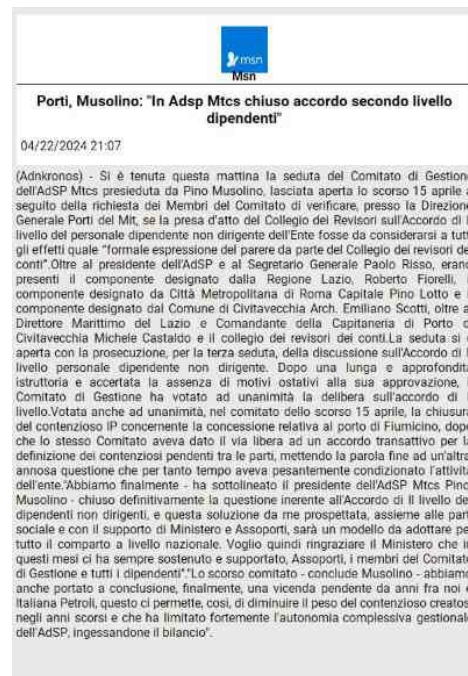 msn
Msn
Porti, Musolino: "In Adsp Mtcs chiuso accordo secondo livello
dipendenti"
04/22/2024 21:07
(Adnkronos) - Si è tenuta questa mattina la seduta del Comitato di Gestione
dell'AdSP Mtcs presieduta da Pino Musolino, lasciata aperta lo scorso 15 aprile a
seguito della richiesta dei Membri del Comitato di verificare, presso la Direzione
Generale Porti del Mit, se la presa d'atto del Collegio dei Revisori sull'Accordo di I
livello del personale dipendente non dirigente dell'Ente fosse da considerarsi a tutt
gli effetti quale "formale espressione del parere da parte del Collegio dei revisori de
conti".Oltre al presidente dell'AdSP e al Segretario Generale Paolo Risso, erano
presenti il componente designato dalla Regione Lazio, Roberto Fiorelli,
componente designato da Città Metropolitana di Roma Capitale Pino Lotto e
componente designato dal Comune di Civitavecchia Arch. Emiliano Scotti, oltre a
Direttore Marittimo del Lazio e Comandante della Capitaneria di Porto d
Civitavecchia Michele Castaldo e il collegio dei revisori dei conti.La seduta si
aperta con la prosecuzione, per la terza seduta, della discussione sull'Accordo di I
livello personale dipendente non dirigente. Dopo una lunga e approfondita
istruttoria e accertata la assenza di motivi ostativi alla sua approvazione,
Comitato di Gestione ha votato ad unanimità la delibera sull'accordo di I
livello.Votata anche ad unanimità, nel comitato dello scorso 15 aprile, la chiusura
del contenzioso IP concernente la concessione relativa al porto di Fiumicino, dopo
che lo stesso Comitato aveva dato il via libera ad un accordo transattivo per la
definizione dei contenziosi pendenti tra le parti, mettendo la parola fine ad un'altra
annosa questione che per tanto tempo aveva pesantemente condizionato l'attività
dell'ente."Abbiamo finalmente - ha sottolineato il presidente dell'AdSP Mtcs Pino
Musolino - chiuso definitivamente la questione inerente all'Accordo di II livello de
dipendenti non dirigenti, e questa soluzione da me prospettata, assieme alle part
sociale e con il supporto di Ministero e Assoporti, sarà un modello da adottare pe
tutto il comparto a livello nazionale. Voglio quindi ringraziare il Ministero che in
questi mesi ci ha sempre sostenuto e supportato, Assoporti, i membri del Comitato
di Gestione e tutti i dipendenti"."Lo scorso comitato - conclude Musolino - abbiamo
anche portato a conclusione, finalmente, una vicenda pendente da anni fra noi e
Italiana Petroli, questo ci permette, così, di diminuire il peso del contenzioso creatos
negli anni scorsi e che ha limitato fortemente l'autonomia complessiva gestionale
dell'AdSP, ingessandone il bilancio".